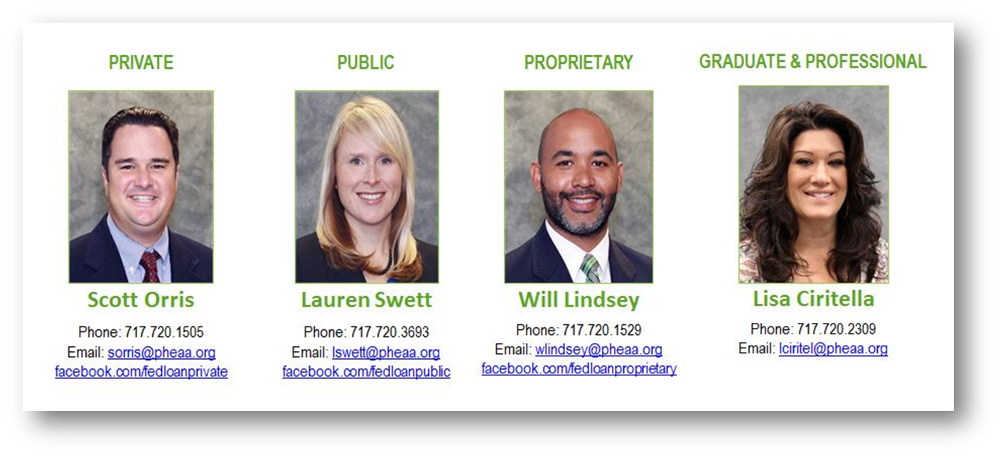 PRIVATE
PUBLIC
PROPRIETARY
GRADUATE & PROFESSIONAL
Scott Orris
Phone: 717.720.1505
Email: sorris@pheaa.org
facebook.com/fedloanprivate
Lauren Swett
Phone: 717.720.3693
Email: lswett@pheaa.org
facebook.com/fedloanpublic
Will Lindsey
Phone: 717.720.1529
Email: wlindsey@pheaa.org
facebook.com/fedloanproprietary
Lisa Ciritella
Phone: 717.720.2309
Email: lciritel@pheaa.org